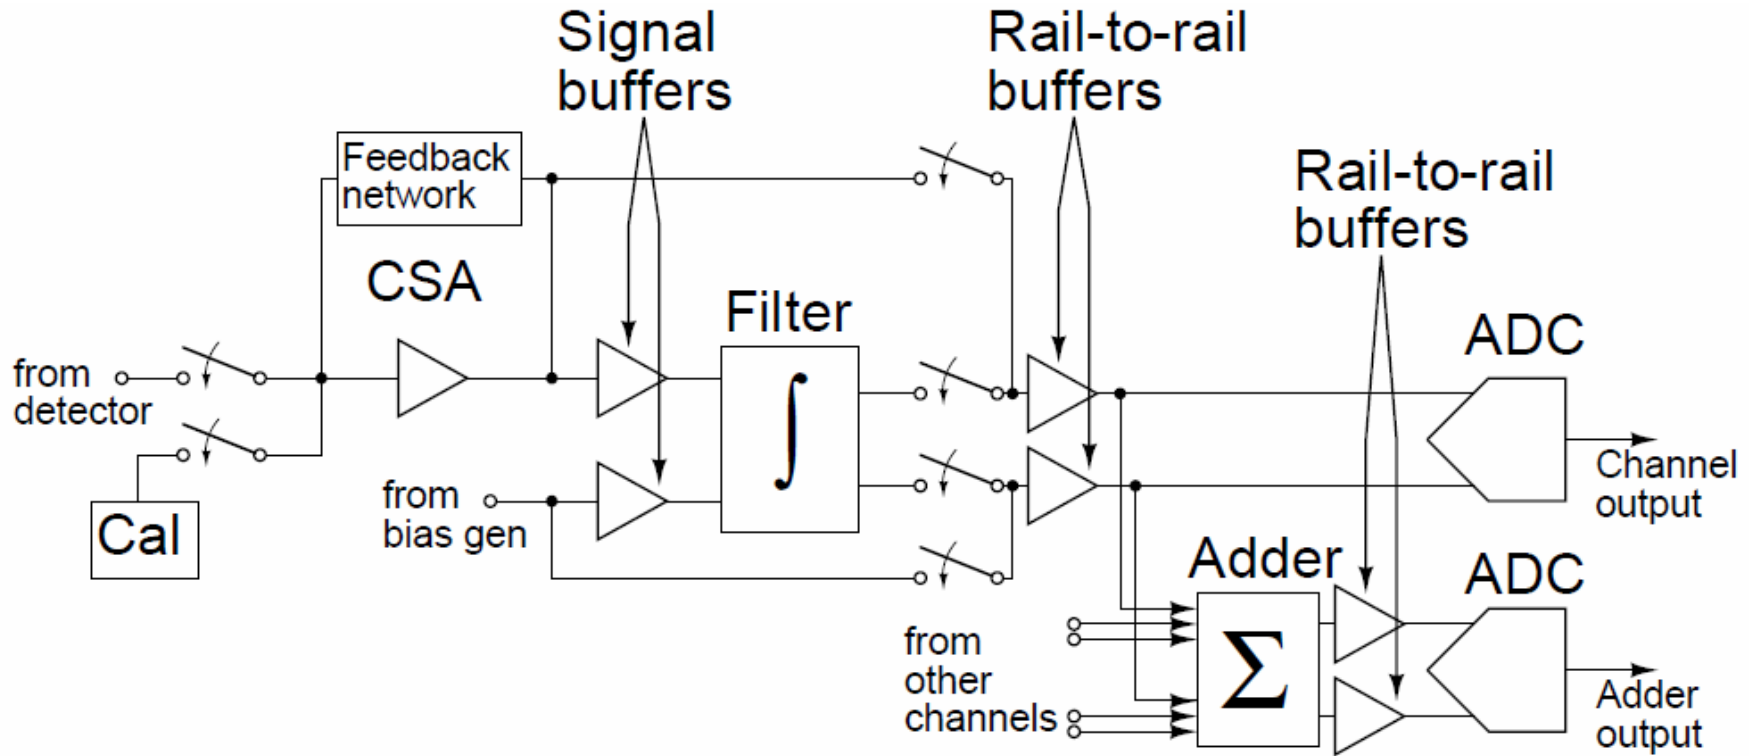 Signal
buffers
Rail-to-rail
buffers
Rail-to-rail
buffers
Feedback
network
CSA
Filter
∫
ADC
from
detector
Cal
from
bias gen
Channel
output
Adder
Σ
ADC
from
other
channels
Adder
output